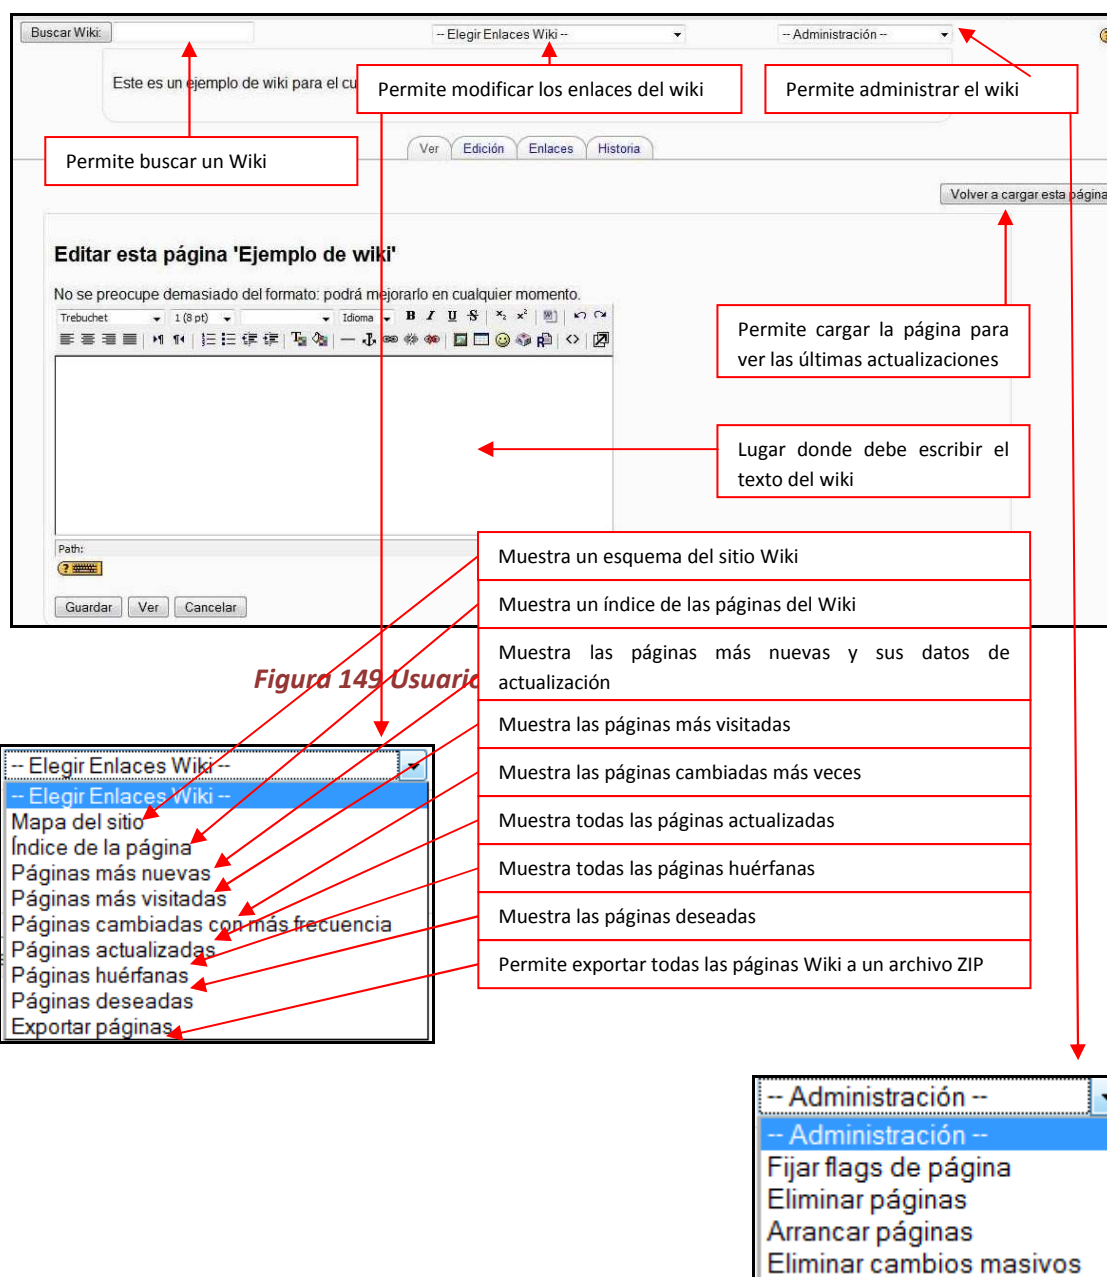 Buscar Wiki:
-- Elegir Enlaces Wiki --
-- Administración --
Este es un ejemplo de wiki para el cu
Permite modificar los enlaces del wiki
Permite administrar el wiki
Permite buscar un Wiki
Ver Edición Enlaces Historia
Volver a cargar esta página
Editar esta página 'Ejemplo de wiki'
No se preocupe demasiado del formato: podrá mejorarlo en cualquier momento.
Trebuchet 1 (8 pt) Idioma B I U S x₂ x²
Permite cargar la página para
ver las últimas actualizaciones
Lugar donde debe escribir el
texto del wiki
Path:
Guardar Ver Cancelar
Muestra un esquema del sitio Wiki
Muestra un índice de las páginas del Wiki
Muestra las páginas más nuevas y sus datos de
actualización
Muestra las páginas más visitadas
Muestra las páginas cambiadas más veces
Muestra todas las páginas actualizadas
Muestra todas las páginas huérfanas
Muestra las páginas deseadas
Permite exportar todas las páginas Wiki a un archivo ZIP
Figura 149 Usuario
-- Elegir Enlaces Wiki --
-- Elegir Enlaces Wiki --
Mapa del sitio
Índice de la página
Páginas más nuevas
Páginas más visitadas
Páginas cambiadas con más frecuencia
Páginas actualizadas
Páginas huérfanas
Páginas deseadas
Exportar páginas
-- Administración --
-- Administración --
Fijar flags de página
Eliminar páginas
Arrancar páginas
Eliminar cambios masivos